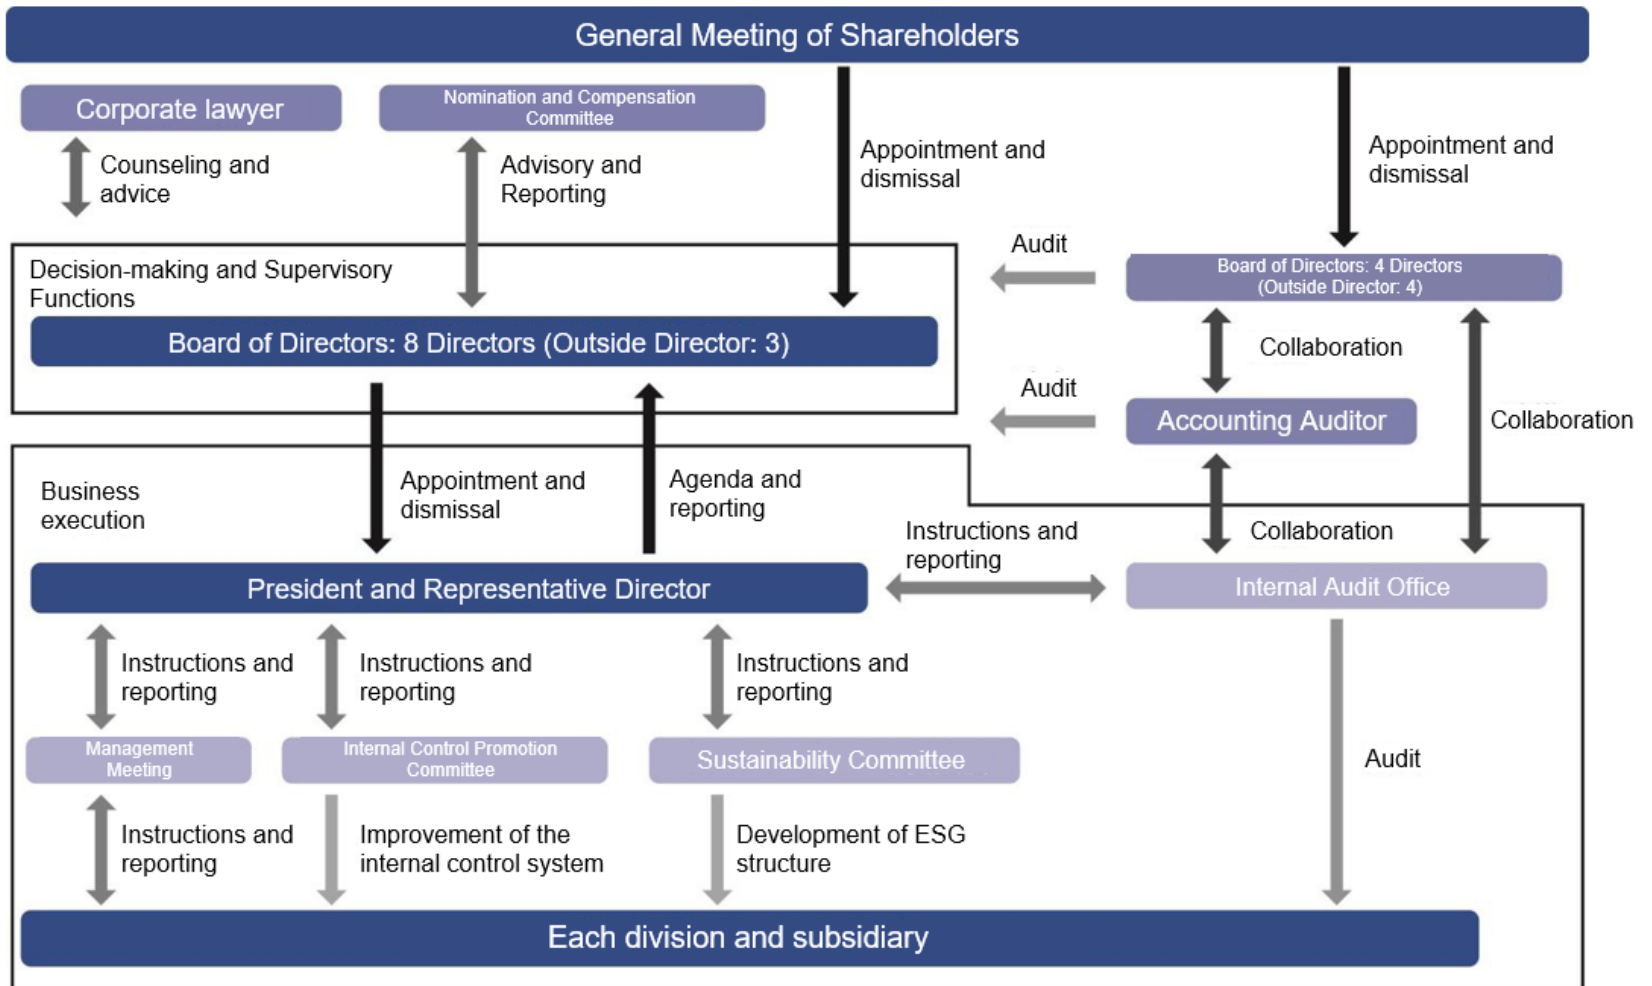 General Meeting of Shareholders
Corporate lawyer
Nomination and Compensation
Committee
Counseling and
advice
Advisory and
Reporting
Appointment and
dismissal
Appointment and
dismissal
Decision-making and Supervisory
Functions
Board of Directors: 8 Directors (Outside Director: 3)
Audit
Board of Directors: 4 Directors
(Outside Director: 4)
Collaboration
Audit
Accounting Auditor
Collaboration
Business
execution
Appointment and
dismissal
Agenda and
reporting
Instructions and
reporting
Collaboration
President and Representative Director
Internal Audit Office
Instructions and
reporting
Instructions and
reporting
Instructions and
reporting
Management
Meeting
Internal Control Promotion
Committee
Sustainability Committee
Audit
Instructions and
reporting
Improvement of the
internal control system
Development of ESG
structure
Each division and subsidiary